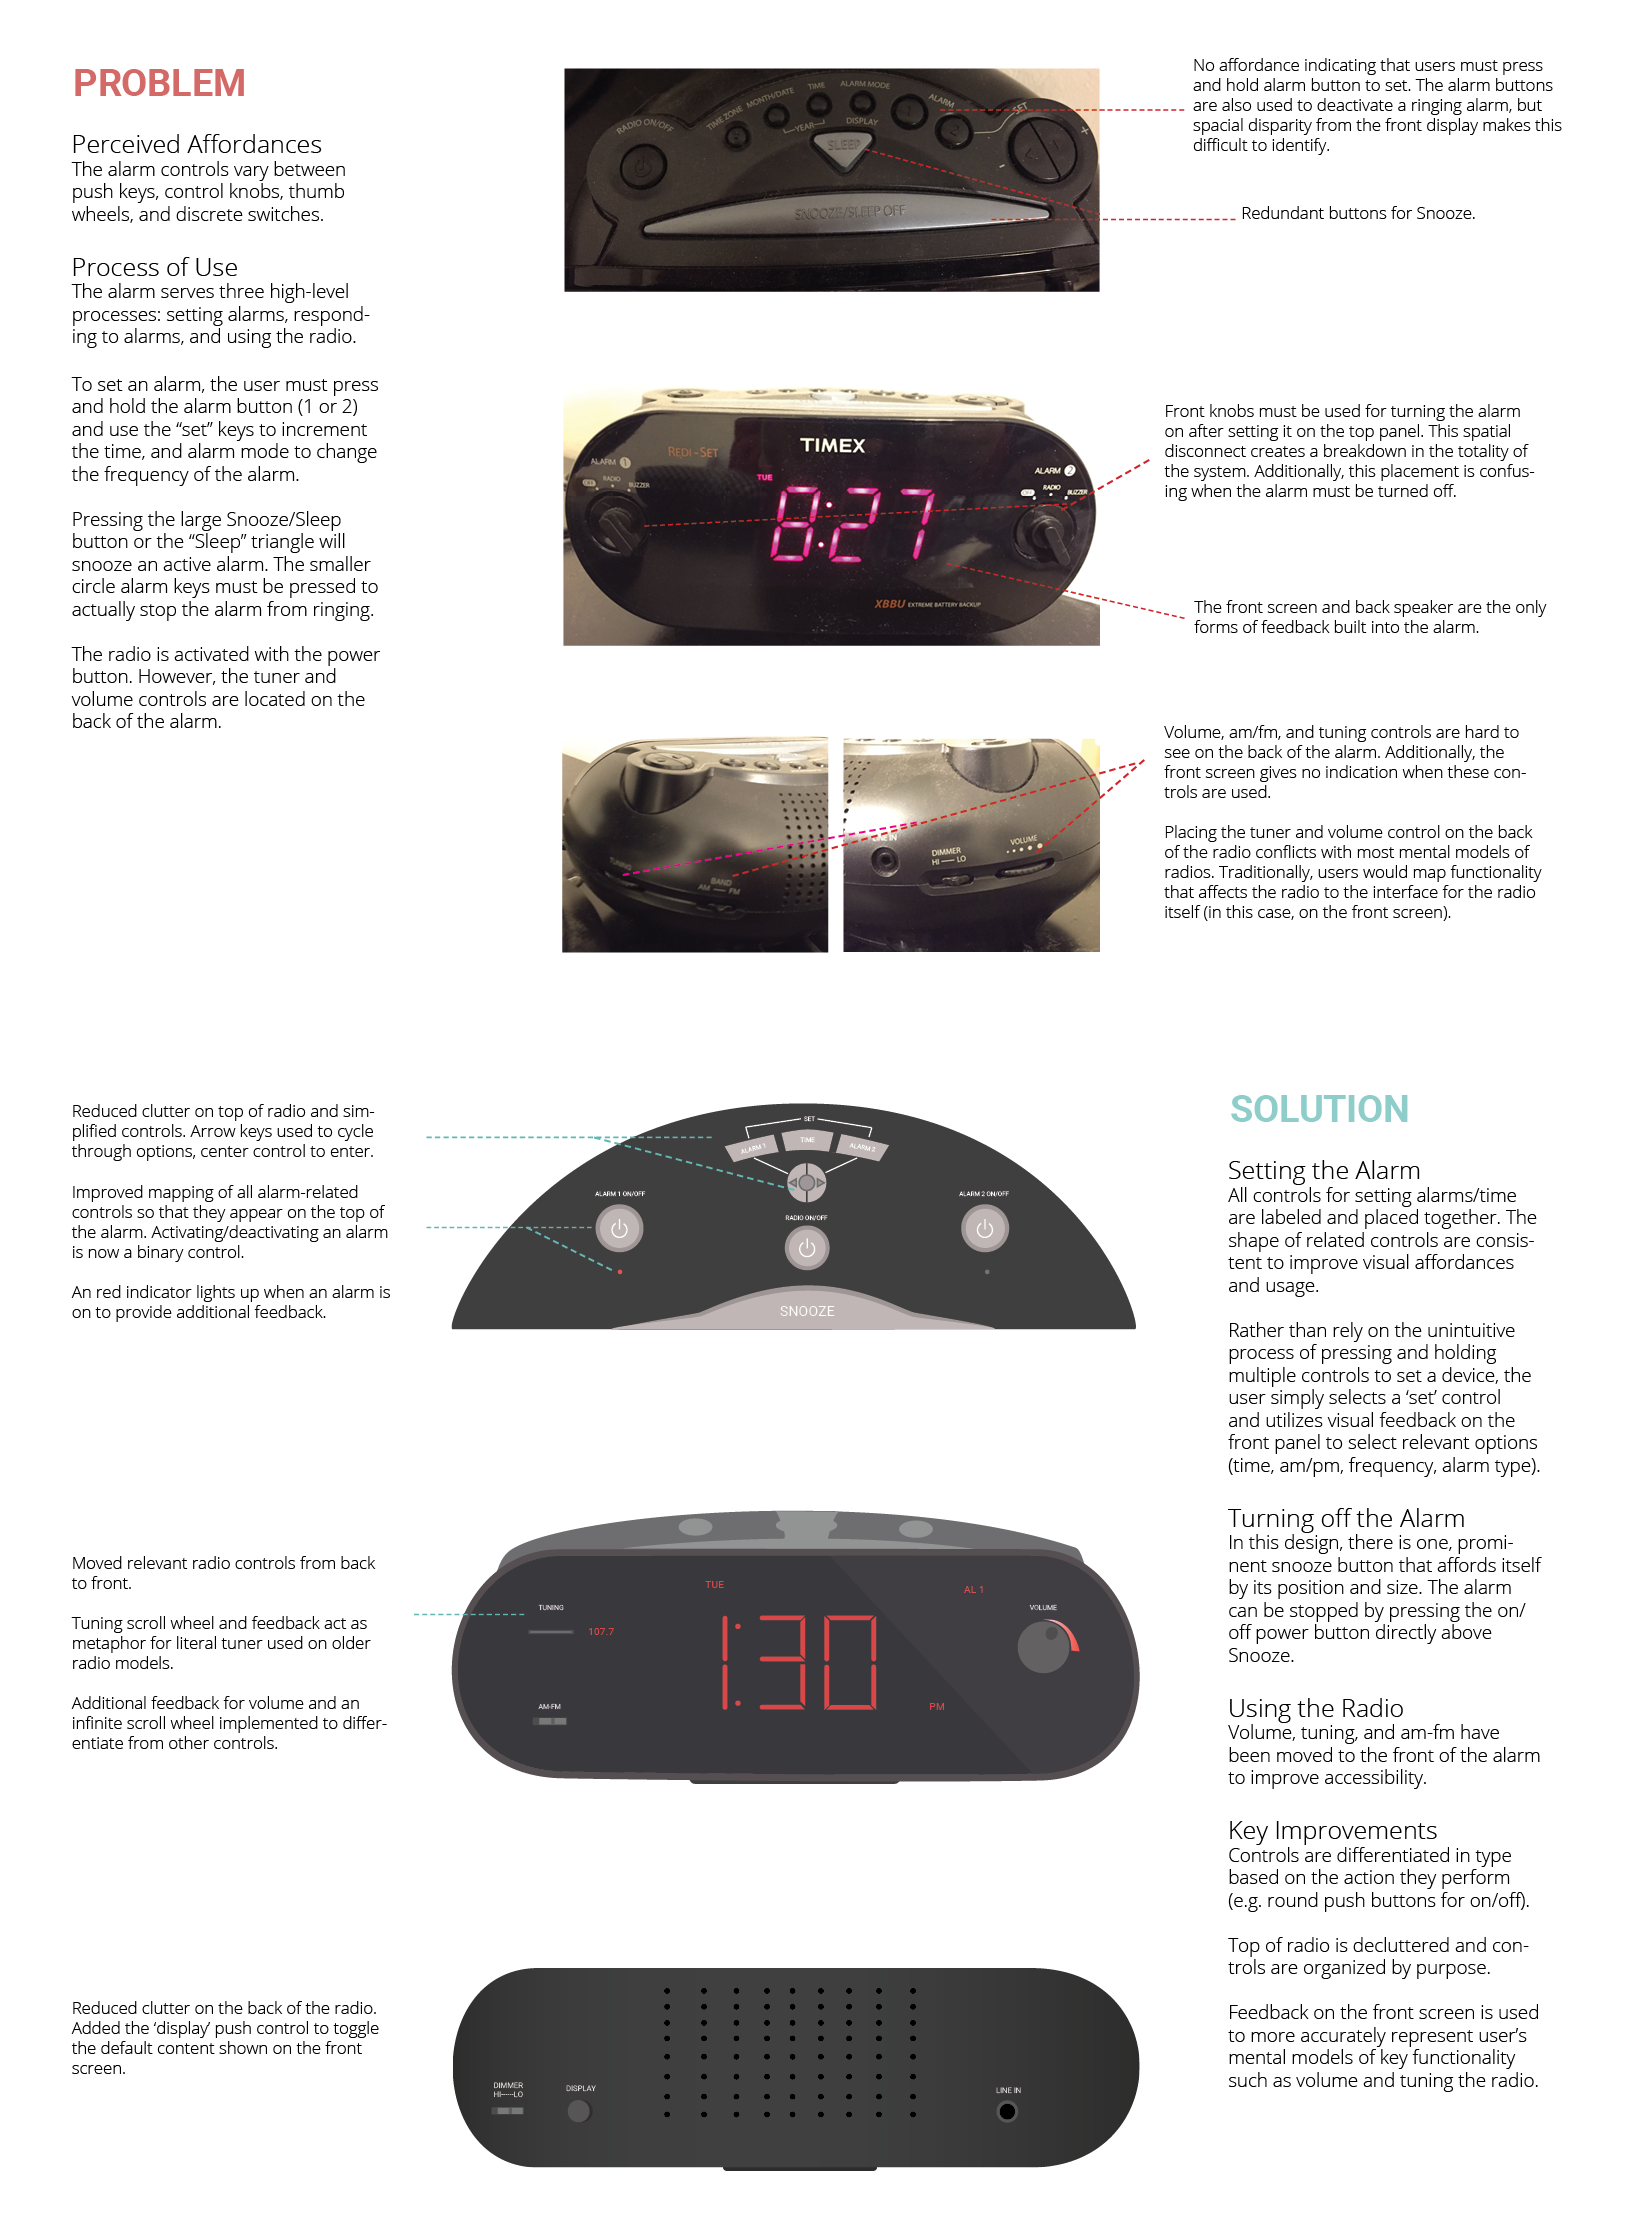 PROBLEM
Perceived Affordances
The alarm controls vary between
push keys, control knobs, thumb
wheels, and discrete switches.
Process of Use
The alarm serves three high-level
processes: setting alarms, respond-
ing to alarms, and using the radio.
To set an alarm, the user must press
and hold the alarm button (1 or 2)
and use the “set” keys to increment
the time, and alarm mode to change
the frequency of the alarm.
Pressing the large Snooze/Sleep
button or the “Sleep” triangle will
snooze an active alarm. The smaller
circle alarm keys must be pressed to
actually stop the alarm from ringing.
The radio is activated with the power
button. However, the tuner and
volume controls are located on the
back of the alarm.
RADIO ON/OFF
TIME ZONE
MONTH/DATE
TIME
ALARM MODE
ALARM
SET
YEAR
DISPLAY
2
+
-
SLEEP
SNOOZE/SLEEP OFF
No affordance indicating that users must press
and hold alarm button to set. The alarm buttons
are also used to deactivate a ringing alarm, but
spacial disparity from the front display makes this
difficult to identify.
Redundant buttons for Snooze.
REDI-SET
TIMEX
ALARM 1
OFF RADIO BUZZER
TUE
8:27
ALARM 2
OFF RADIO BUZZER
XBBU EXTREME BATTERY BACKUP
Front knobs must be used for turning the alarm
on after setting it on the top panel. This spatial
disconnect creates a breakdown in the totality of
the system. Additionally, this placement is confus-
ing when the alarm must be turned off.
The front screen and back speaker are the only
forms of feedback built into the alarm.
TUNING
BAND
AM — FM
LINE IN
DIMMER
HI — LO
VOLUME
Volume, am/fm, and tuning controls are hard to
see on the back of the alarm. Additionally, the
front screen gives no indication when these con-
trols are used.
Placing the tuner and volume control on the back
of the radio conflicts with most mental models of
radios. Traditionally, users would map functionality
that affects the radio to the interface for the radio
itself (in this case, on the front screen).
Reduced clutter on top of radio and sim-
plified controls. Arrow keys used to cycle
through options, center control to enter.
Improved mapping of all alarm-related
controls so that they appear on the top of
the alarm. Activating/deactivating an alarm
is now a binary control.
An red indicator lights up when an alarm is
on to provide additional feedback.
SET
ALARM 1
TIME
ALARM 2
ALARM 1 ON/OFF
ALARM 2 ON/OFF
RADIO ON/OFF
SNOOZE
SOLUTION
Setting the Alarm
All controls for setting alarms/time
are labeled and placed together. The
shape of related controls are consis-
tent to improve visual affordances
and usage.
Rather than rely on the unintuitive
process of pressing and holding
multiple controls to set a device, the
user simply selects a ‘set’ control
and utilizes visual feedback on the
front panel to select relevant options
(time, am/pm, frequency, alarm type).
Turning off the Alarm
In this design, there is one, promi-
nent snooze button that affords itself
by its position and size. The alarm
can be stopped by pressing the on/
off power button directly above
Snooze.
Using the Radio
Volume, tuning, and am-fm have
been moved to the front of the alarm
to improve accessibility.
Key Improvements
Controls are differentiated in type
based on the action they perform
(e.g. round push buttons for on/off).
Top of radio is decluttered and con-
trols are organized by purpose.
Feedback on the front screen is used
to more accurately represent user’s
mental models of key functionality
such as volume and tuning the radio.
Moved relevant radio controls from back
to front.
Tuning scroll wheel and feedback act as
metaphor for literal tuner used on older
radio models.
Additional feedback for volume and an
infinite scroll wheel implemented to differ-
entiate from other controls.
TUE
AL 1
TUNING
107.7
VOLUME
1:30
AM-FM
PM
Reduced clutter on the back of the radio.
Added the ‘display’ push control to toggle
the default content shown on the front
screen.
DIMMER
HI------LO
DISPLAY
LINE IN